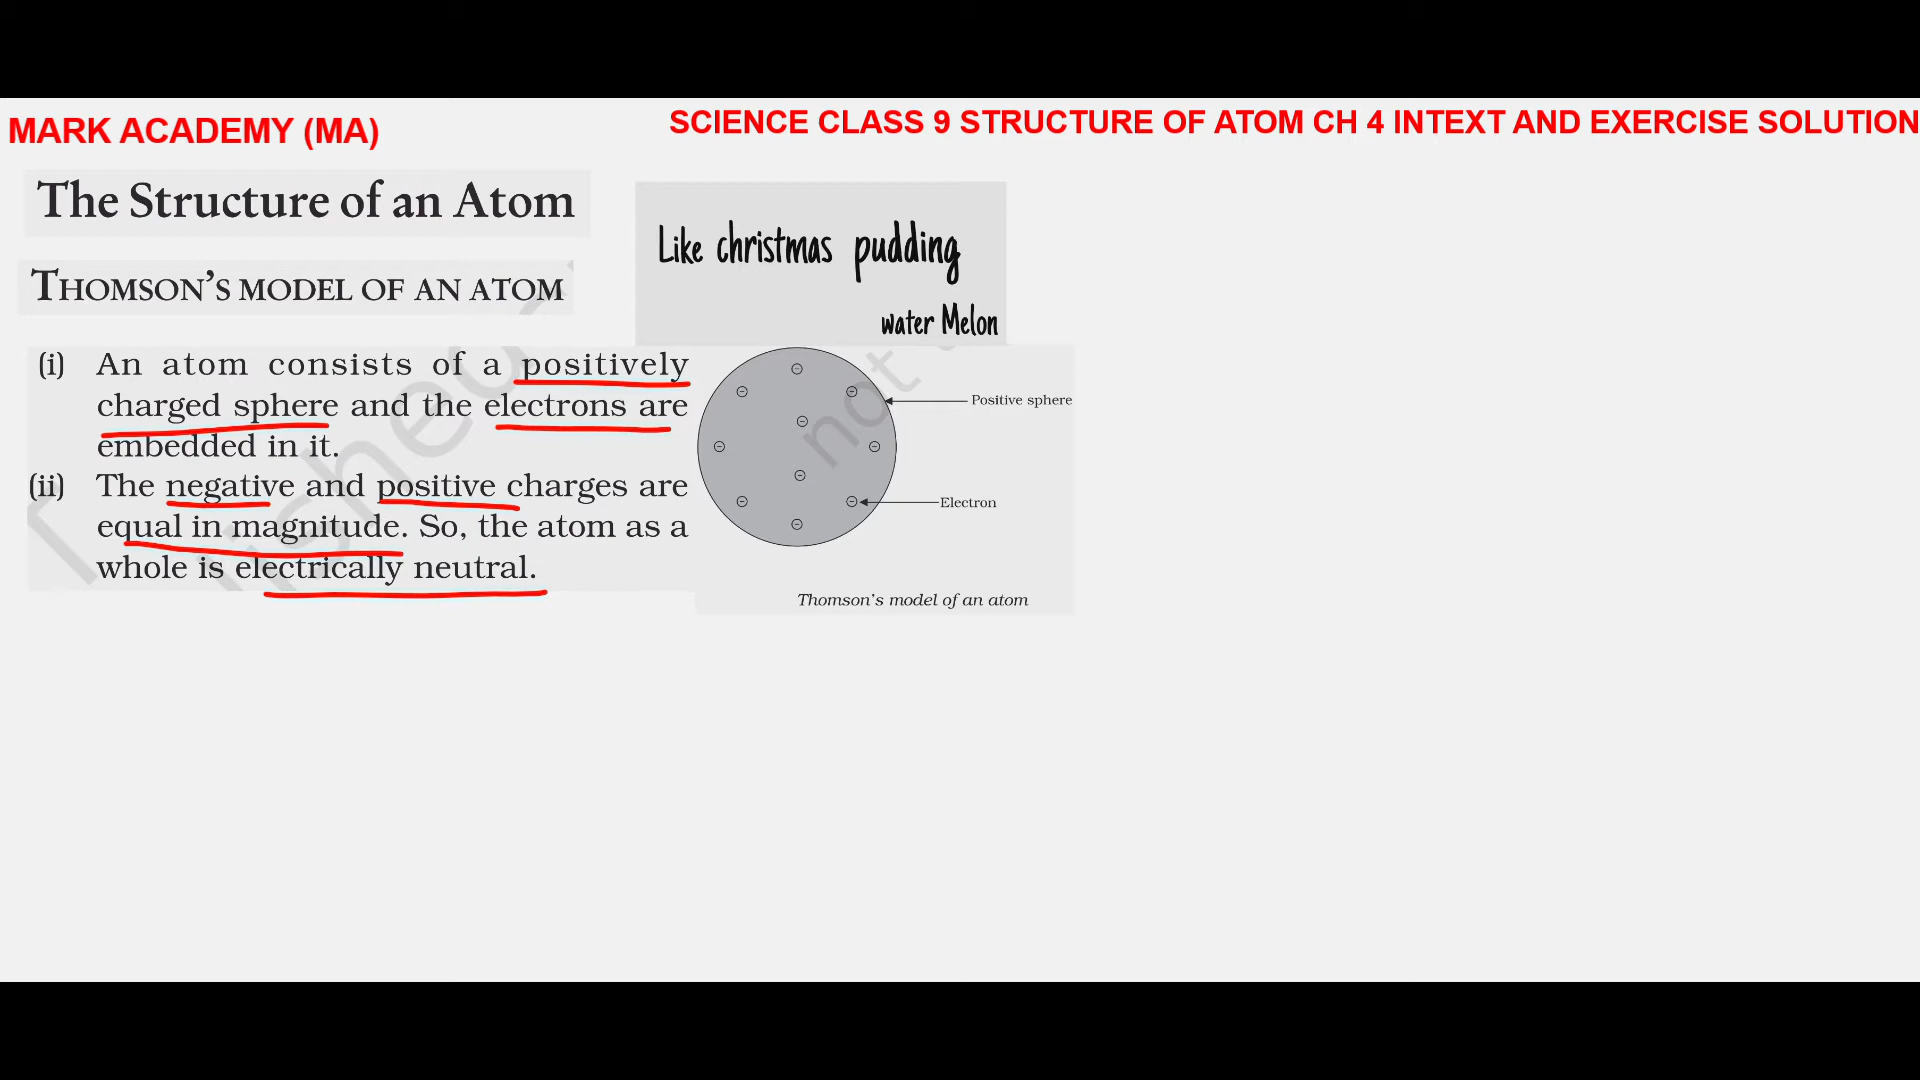 MARK ACADEMY (MA)
SCIENCE CLASS 9 STRUCTURE OF ATOM CH 4 INTEXT AND EXERCISE SOLUTION
The Structure of an Atom
THOMSON'S MODEL OF AN ATOM
Like christmas pudding
water Melon
(i) An atom consists of a positively
charged sphere and the electrons are
embedded in it.
(ii) The negative and positive charges are
equal in magnitude. So, the atom as a
whole is electrically neutral.
Positive sphere
Electron
not
Thomson's model of an atom